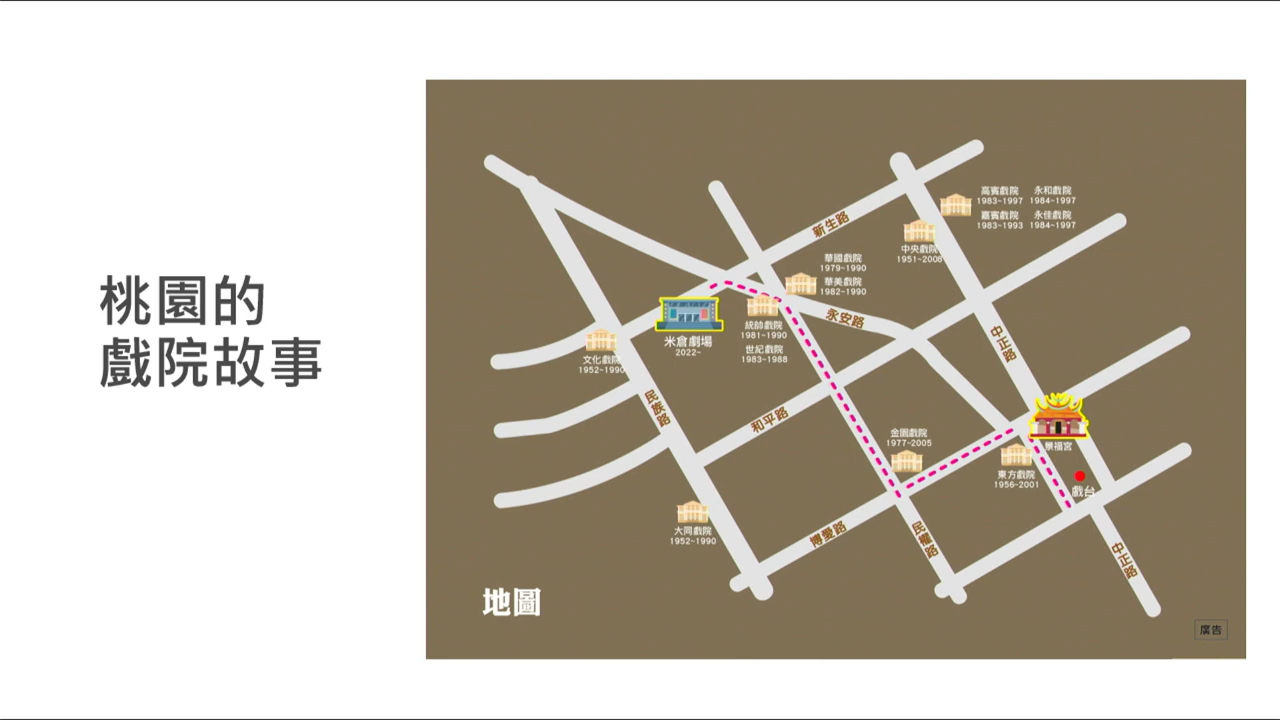 桃園的
戲院故事
高賓戲院
1983-1997
永和戲院
1984-1997
嘉賓戲院
1983-1993
永佳戲院
1984-1997
新生路
中央戲院
1951-2008
華國戲院
1979-1990
華美戲院
1982-1990
永安路
統帥戲院
1981-1990
世紀戲院
1983-1988
米倉劇場
2022~
中正路
文化戲院
1952-1990
民族路
和平路
金園戲院
1977-2005
景福宮
東方戲院
1956-2001
戲台
大同戲院
1952-1990
博愛路
民權路
中正路
地圖
廣告